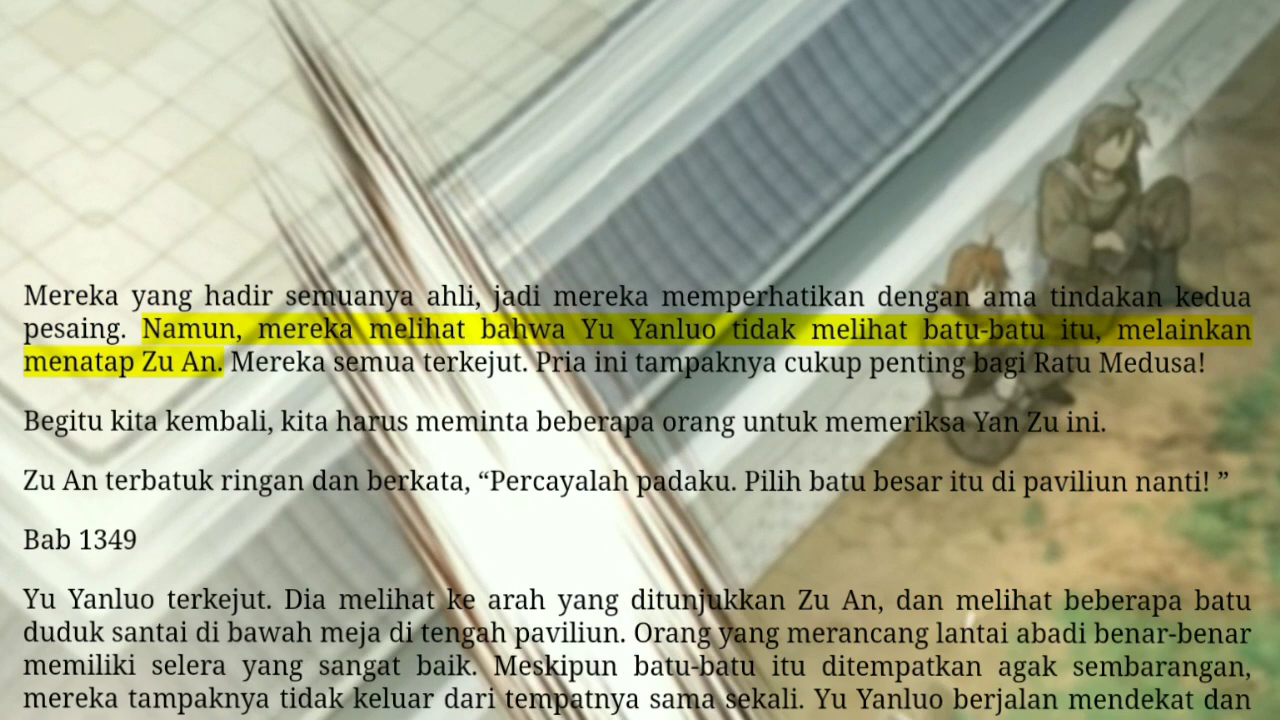 Mereka yang hadir semuanya ahli, jadi mereka memperhatikan dengan ama tindakan kedua
pesaing. Namun, mereka melihat bahwa Yu Yanluo tidak melihat batu-batu itu, melainkan
menatap Zu An. Mereka semua terkejut. Pria ini tampaknya cukup penting bagi Ratu Medusa!
Begitu kita kembali, kita harus meminta beberapa orang untuk memeriksa Yan Zu ini.
Zu An terbatuk ringan dan berkata, “Percayalah padaku. Pilih batu besar itu di paviliun nanti! ”
Bab 1349
Yu Yanluo terkejut. Dia melihat ke arah yang ditunjukkan Zu An, dan melihat beberapa batu
duduk santai di bawah meja di tengah paviliun. Orang yang merancang lantai abadi benar-benar
memiliki selera yang sangat baik. Meskipun batu-batu itu ditempatkan agak sembarangan,
mereka tampaknya tidak keluar dari tempatnya sama sekali. Yu Yanluo berjalan mendekat dan